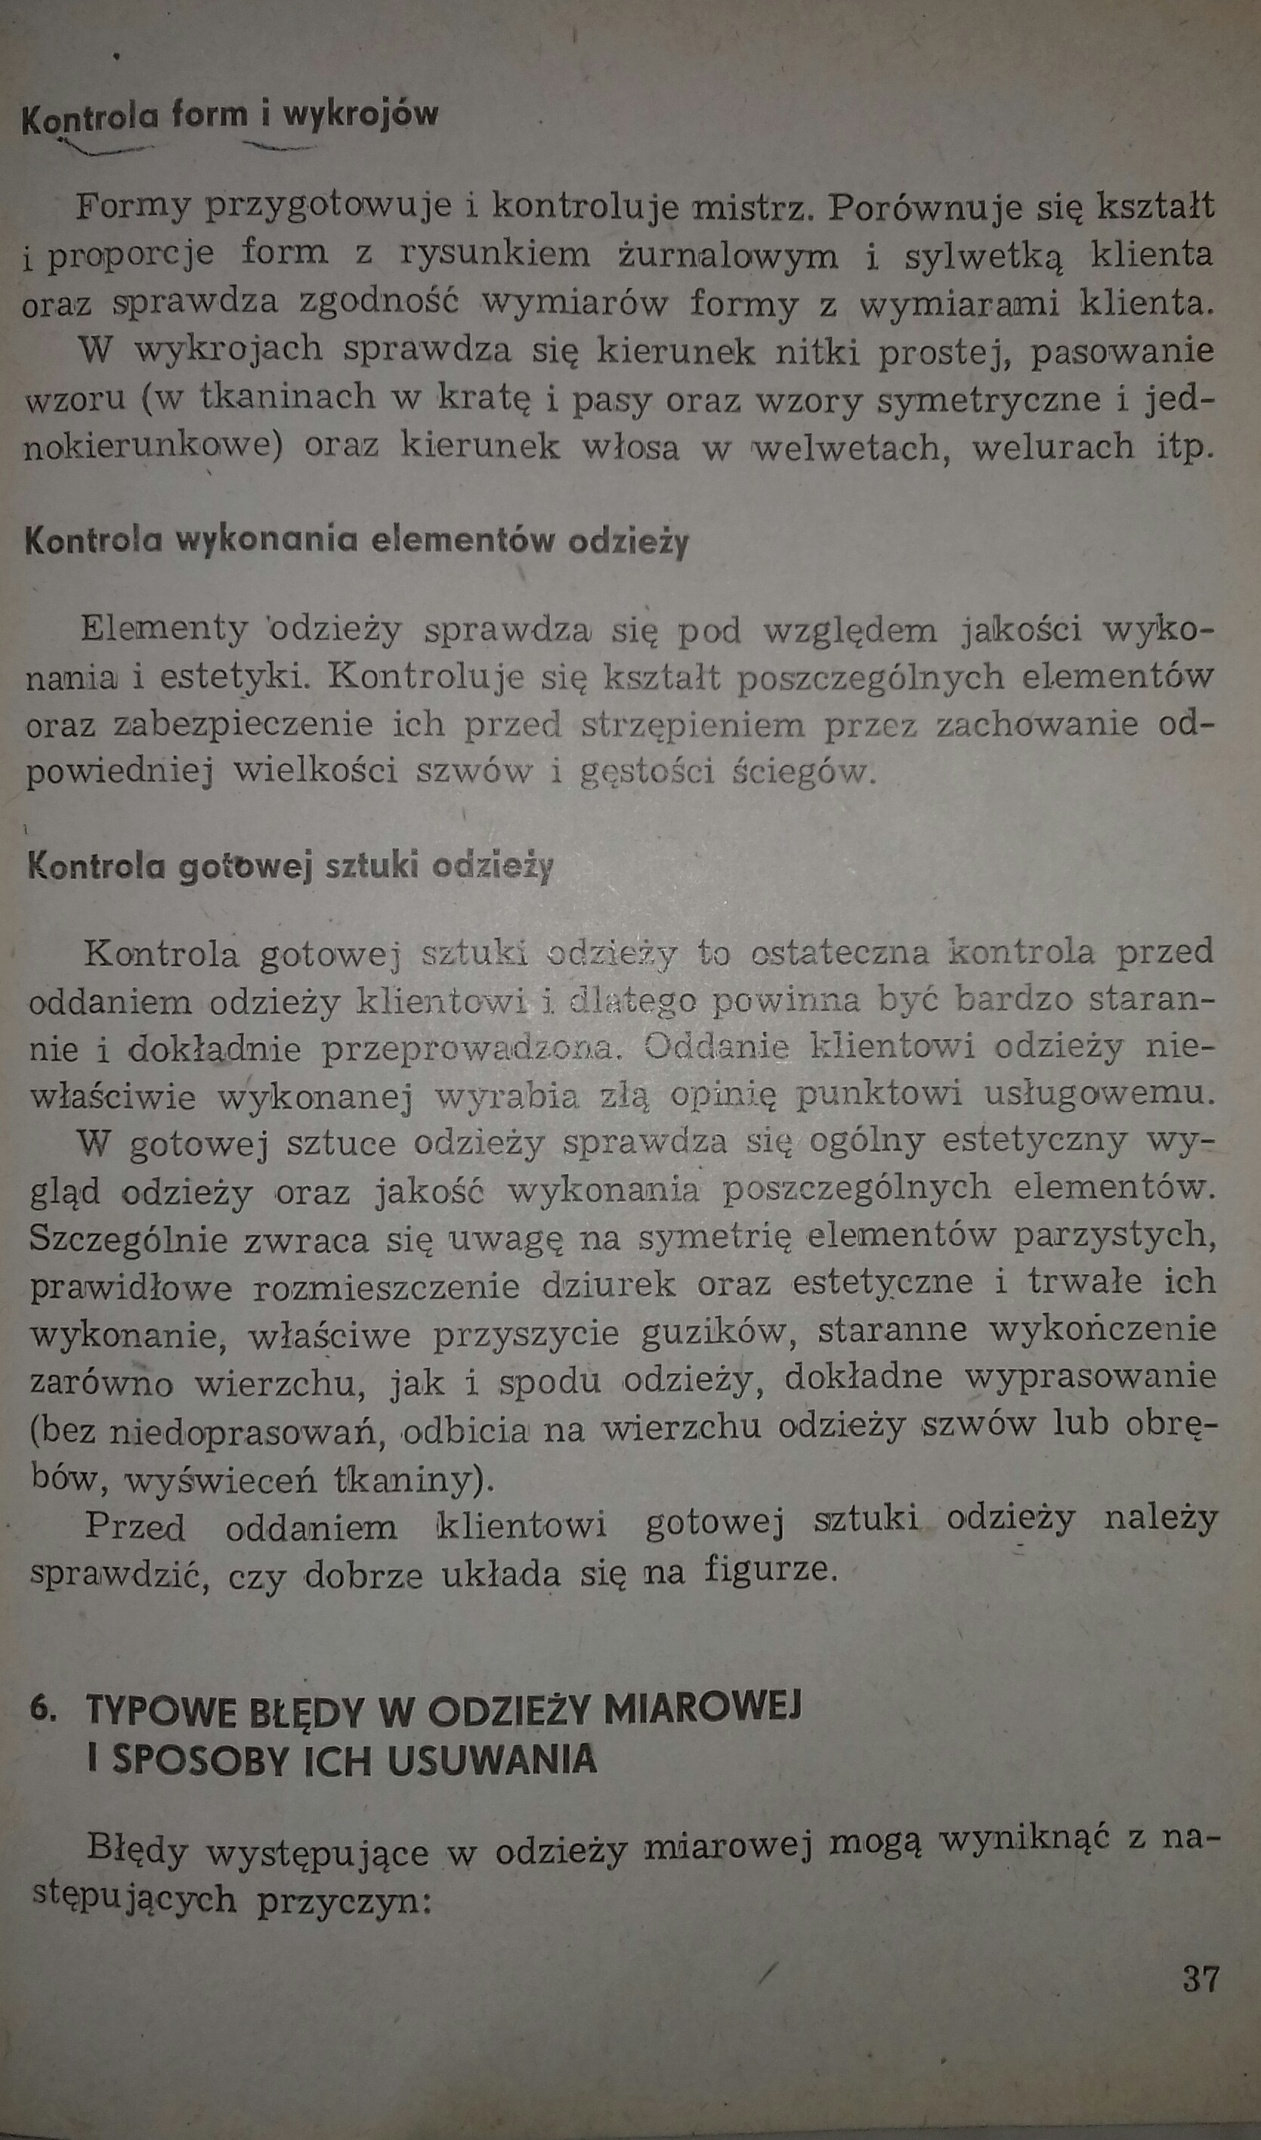 Kontrola form i wykrojów
Formy przygotowuje i kontroluje mistrz. Porównuje się kształt
i proporcje form z rysunkiem żurnalowym i sylwetką klienta
oraz sprawdza zgodność wymiarów formy z wymiarami klienta.
W wykrojach sprawdza się kierunek nitki prostej, pasowanie
wzoru (w tkaninach w kratę i pasy oraz wzory symetryczne i jed-
nokierunkowe) oraz kierunek włosa w welwetach, welurach itp.
Kontrola wykonania elementów odzieży
Elementy odzieży sprawdza się pod względem jakości wyko-
nania i estetyki. Kontroluje się kształt poszczególnych elementów
oraz zabezpieczenie ich przed strzępieniem przez zachowanie od-
powiedniej wielkości szwów i gęstości ściegów.
Kontrola gotowej sztuki odzieży
Kontrola gotowej sztuki odzieży to ostateczna kontrola przed
oddaniem odzieży klientowi i dlatego powinna być bardzo staran-
nie i dokładnie przeprowadzona. Oddanie klientowi odzieży nie-
właściwie wykonanej wyrabia złą opinię punktowi usługowemu.
W gotowej sztuce odzieży sprawdza się ogólny estetyczny wy-
gląd odzieży oraz jakość wykonania poszczególnych elementów.
Szczególnie zwraca się uwagę na symetrię elementów parzystych,
prawidłowe rozmieszczenie dziurek oraz estetyczne i trwałe ich
wykonanie, właściwe przyszycie guzików, staranne wykończenie
zarówno wierzchu, jak i spodu odzieży, dokładne wyprasowanie
(bez niedoprasowań, odbicia na wierzchu odzieży szwów lub obrę-
bów, wyświeceń tkaniny).
Przed oddaniem klientowi gotowej sztuki odzieży należy
sprawdzić, czy dobrze układa się na figurze.
6. TYPOWE BŁĘDY W ODZIEŻY MIAROWEJ
I SPOSOBY ICH USUWANIA
Błędy występujące w odzieży miarowej mogą wyniknąć z na-
stępujących przyczyn:
37